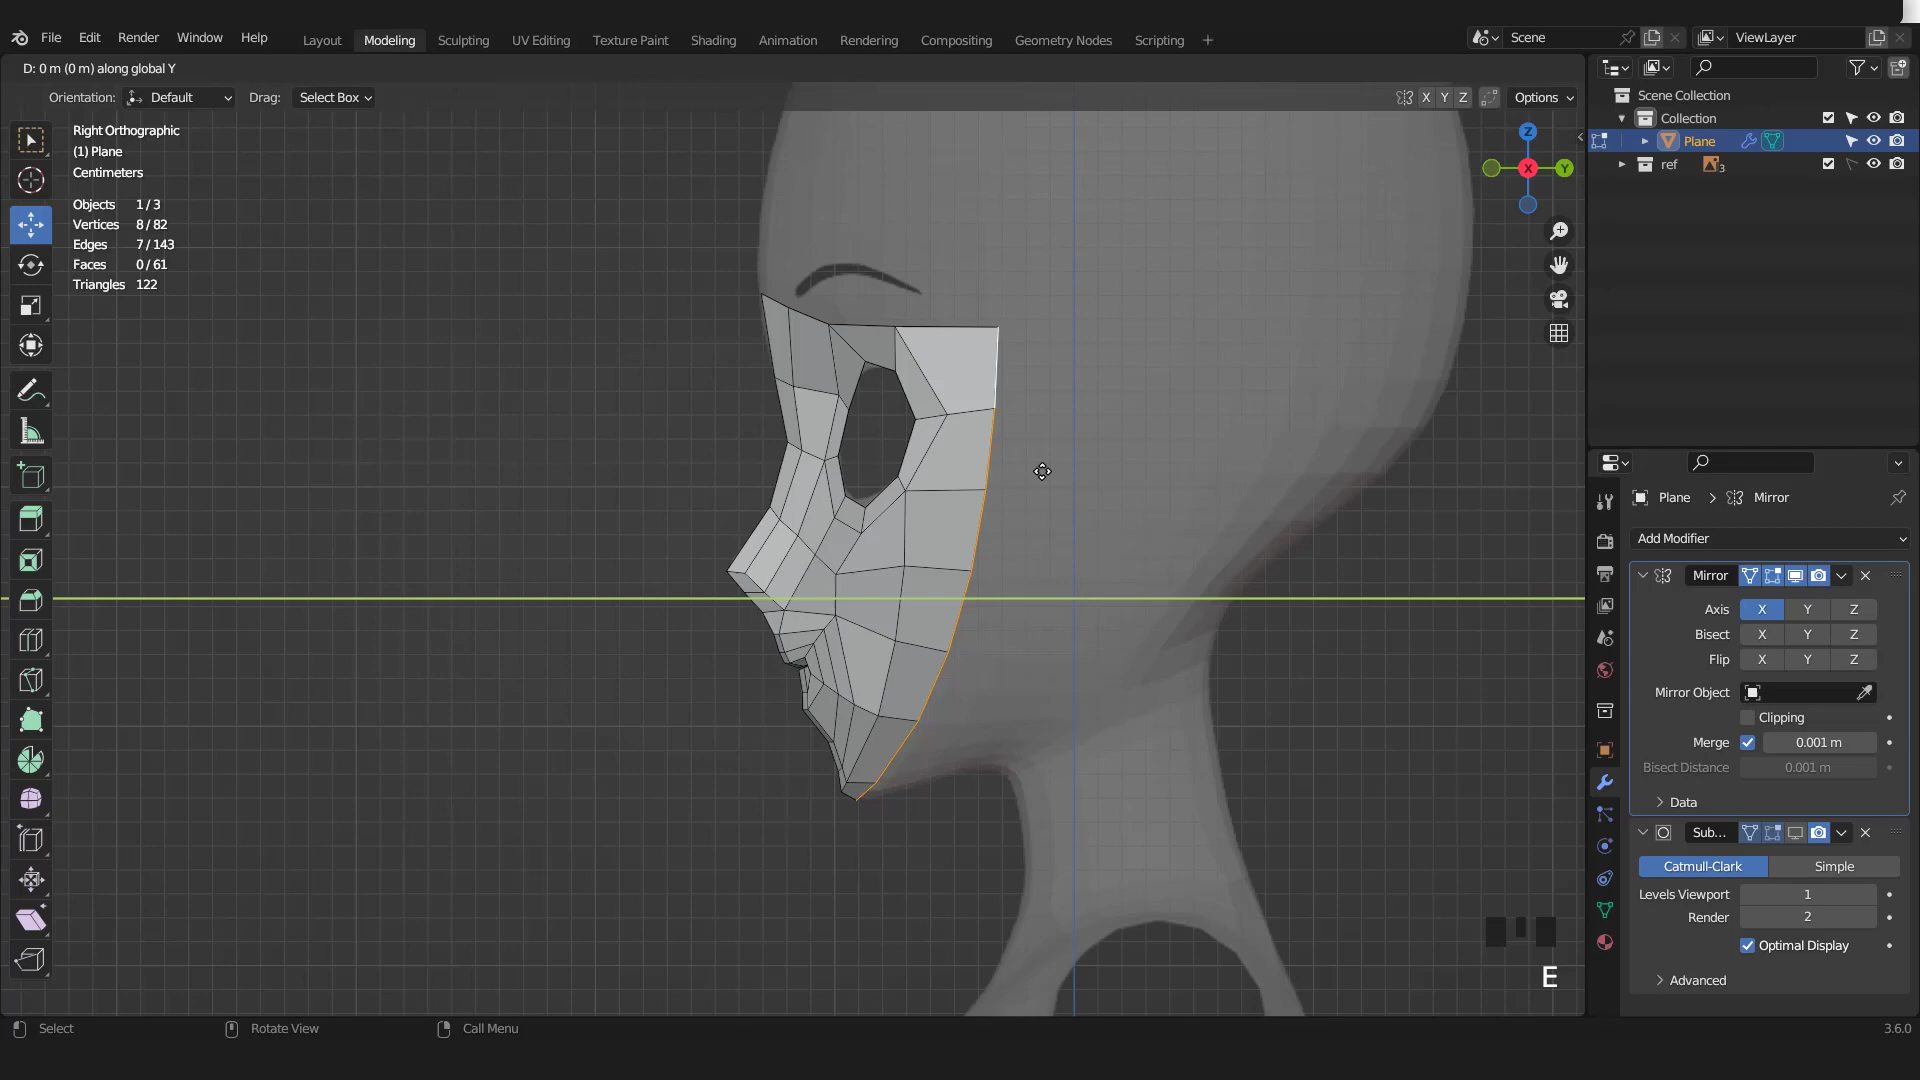 File Edit Render Window Help Layout Modeling Sculpting UV Editing Texture Paint Shading Animation Rendering Compositing Geometry Nodes Scripting + Scene ViewLayer
D: 0 m (0 m) along global Y
Orientation: Default Drag: Select Box X Y Z Options
Right Orthographic
(1) Plane
Centimeters
Objects 1 / 3
Vertices 8 / 82
Edges 7 / 143
Faces 0 / 61
Triangles 122
Z
X
Y
Scene Collection
Collection
Plane
ref 3
Plane > Mirror
Add Modifier
Mirror
Axis X Y Z
Bisect X Y Z
Flip X Y Z
Mirror Object
Clipping
Merge 0.001 m
Bisect Distance 0.001 m
Data
Sub...
Catmull-Clark Simple
Levels Viewport 1
Render 2
Optimal Display
Advanced
E
Select Rotate View Call Menu 3.6.0